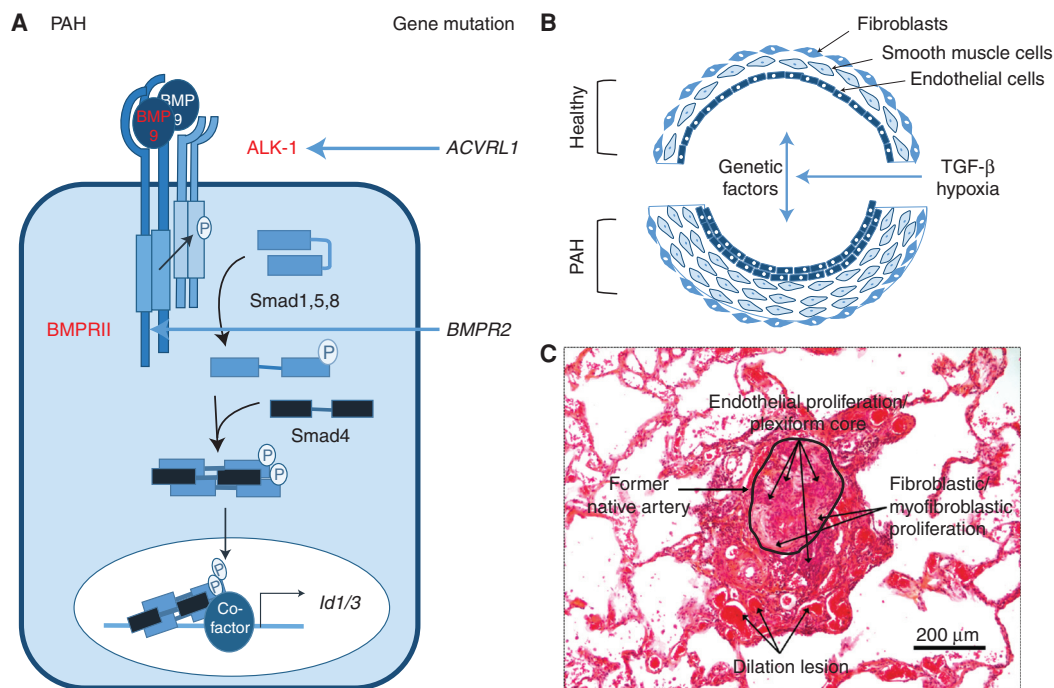 A PAH Gene mutation
BMP
9
BMP
9
ALK-1
ACVRL1
P
Smad1,5,8
BMPRII
BMPR2
P
Smad4
P
P
P
P
Co-
factor
Id1/3
B
Fibroblasts
Smooth muscle cells
Endothelial cells
Healthy
Genetic
factors
TGF-β
hypoxia
PAH
C
Endothelial proliferation/
plexiform core
Former
native artery
Fibroblastic/
myofibroblastic
proliferation
200 μm
Dilation lesion